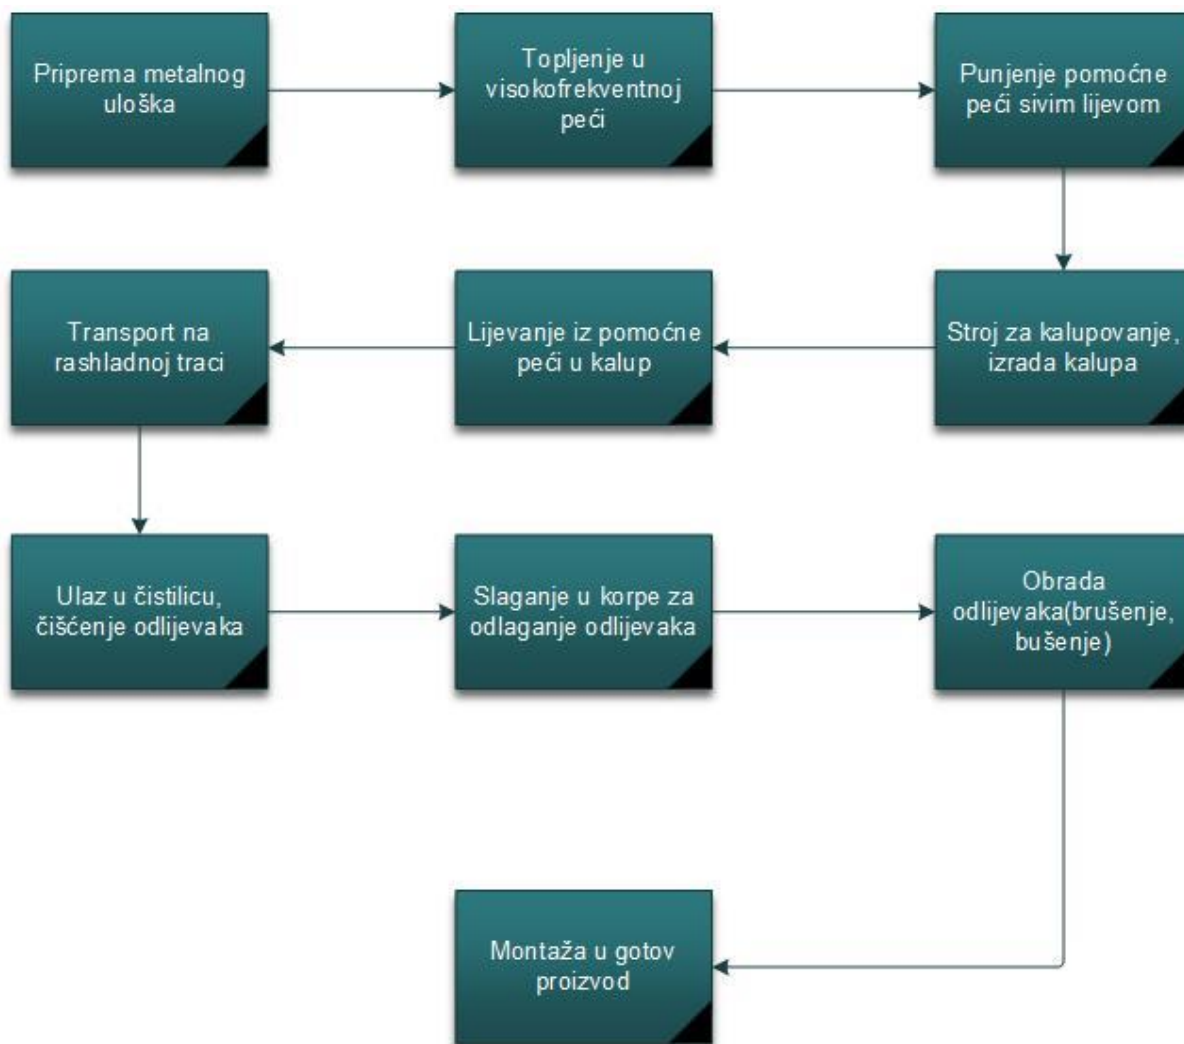 Priprema metalnog
uloška
Topljenje u
visokofrekventnoj
peći
Punjenje pomoćne
peći sivim lijevom
Stroj za kalupovanje,
izrada kalupa
Lijevanje iz pomoćne
peći u kalup
Transport na
rashladnoj traci
Ulaz u čistilicu,
čišćenje odlijevaka
Slaganje u korpe za
odlaganje odlijevaka
Obrada
odlijevaka(brušenje,
bušenje)
Montaža u gotov
proizvod